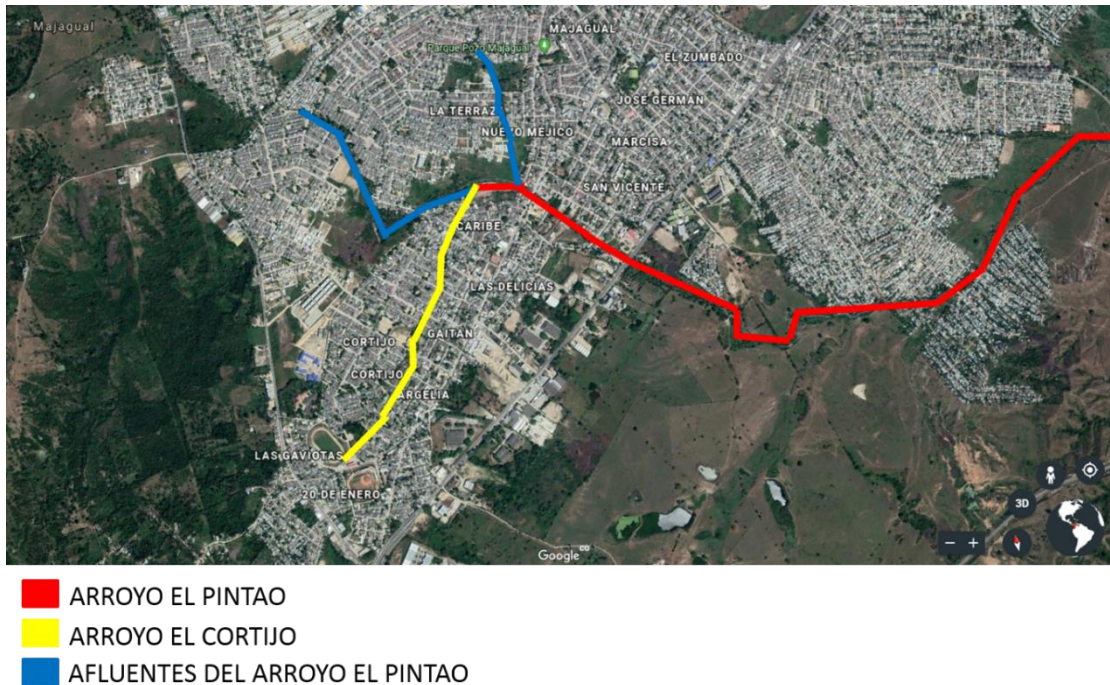 Majagual
MAJAGUAL
Parque Pozo Majagual
EL ZUMBADO
LA TERRAZA
JOSE GERMAN
NUEVO MEJICO
MARCISA
SAN VICENTE
CARIBE
LAS DELICIAS
GAITAN
CORTIJO
CORTIJO
ARGELIA
LAS GAVIOTAS
20 DE ENERO
3D
Google
ARROYO EL PINTAO
ARROYO EL CORTIJO
AFLUENTES DEL ARROYO EL PINTAO